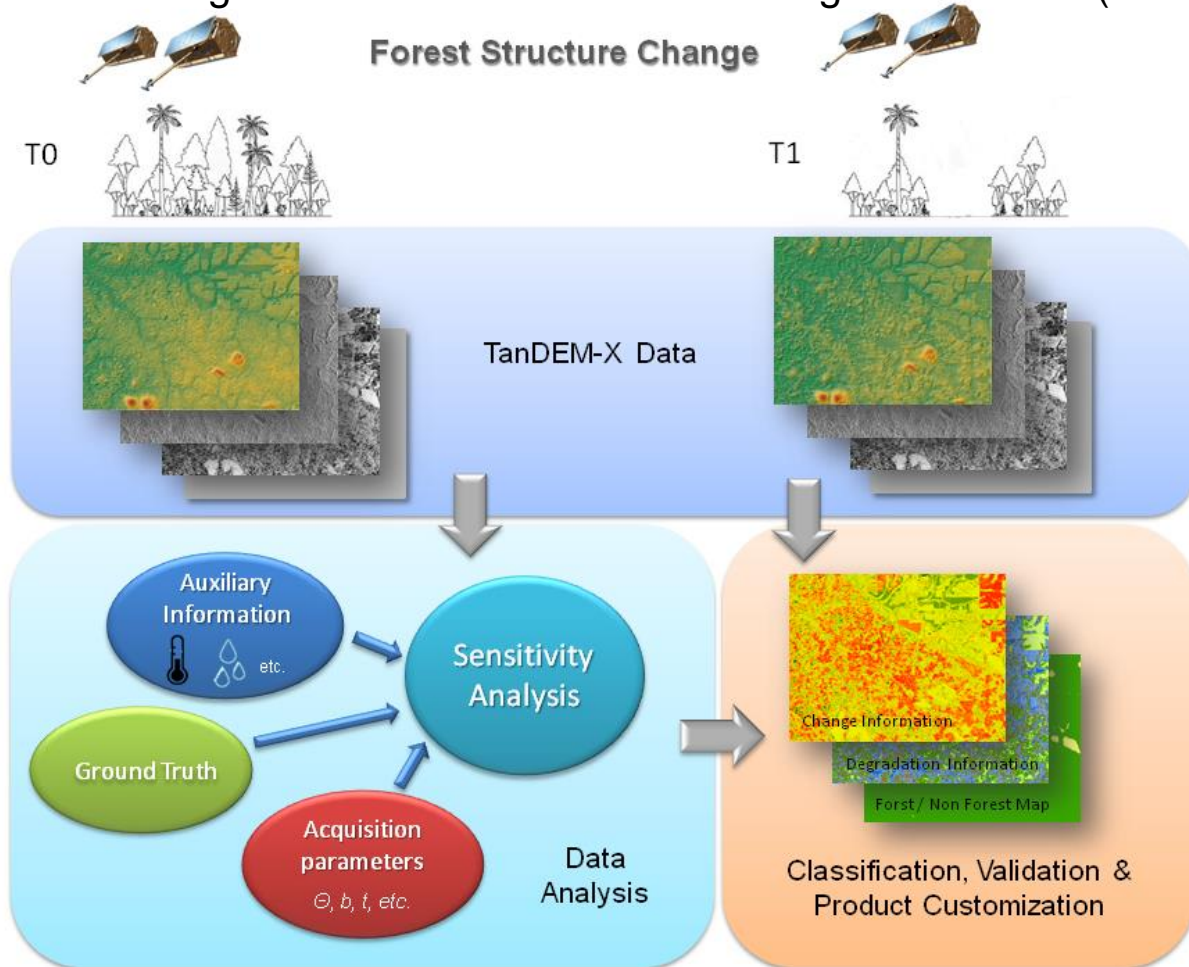 Forest Structure Change
T0
T1
TanDEM-X Data
Auxiliary
Information
etc.
Sensitivity
Analysis
Ground Truth
Acquisition
parameters
Θ, b, t, etc.
Data
Analysis
Change Information
Degradation Information
Forst / Non Forest Map
Classification, Validation &
Product Customization